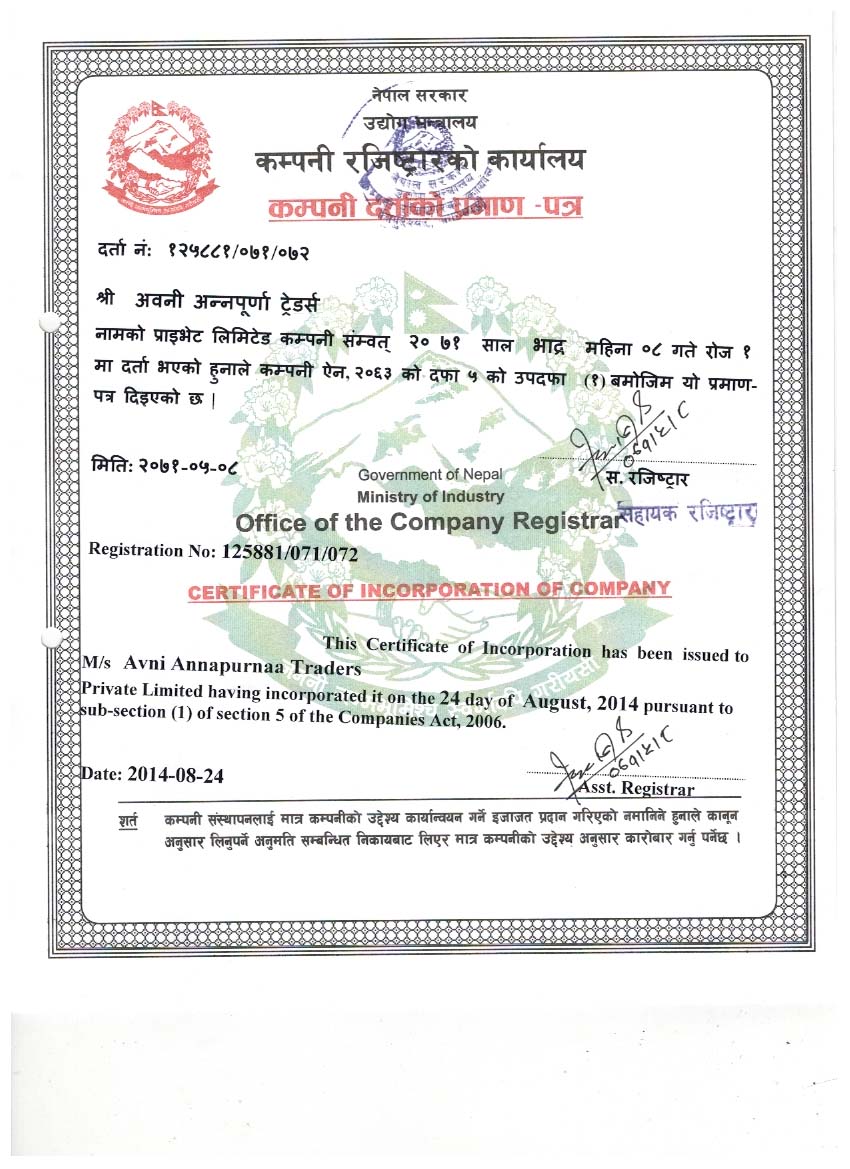 नेपाल सरकार
उद्योग मन्त्रालय
कम्पनी रजिष्ट्रारको कार्यालय
कम्पनी दर्ताको प्रमाण -पत्र
दर्ता नं: १२५८८१/०७१/०७२
श्री अवनी अन्नपूर्णा ट्रेडर्स
नामको प्राइभेट लिमिटेड कम्पनी संम्वत् २० ७१ साल भाद्र महिना ०८ गते रोज १
मा दर्ता भएको हुनाले कम्पनी ऐन, २०६३ को दफा ५ को उपदफा (१) बमोजिम यो प्रमाण-
पत्र दिइएको छ |
मिति: २०७१-०५-०८
स. रजिष्ट्रार
सहायक रजिष्ट्रार
Government of Nepal
Ministry of Industry
Office of the Company Registrar
Registration No: 125881/071/072
CERTIFICATE OF INCORPORATION OF COMPANY
This Certificate of Incorporation has been issued to
M/s Avni Annapurnaa Traders
Private Limited having incorporated it on the 24 day of August, 2014 pursuant to
sub-section (1) of section 5 of the Companies Act, 2006.
Date: 2014-08-24
Asst. Registrar
शर्त कम्पनी संस्थापनलाई मात्र कम्पनीको उद्देश्य कार्यान्वयन गर्ने इजाजत प्रदान गरिएको नमानिने हुनाले कानून
अनुसार लिनुपर्ने अनुमति सम्बन्धित निकायबाट लिएर मात्र कम्पनीको उद्देश्य अनुसार कारोबार गर्नु पर्नेछ ।